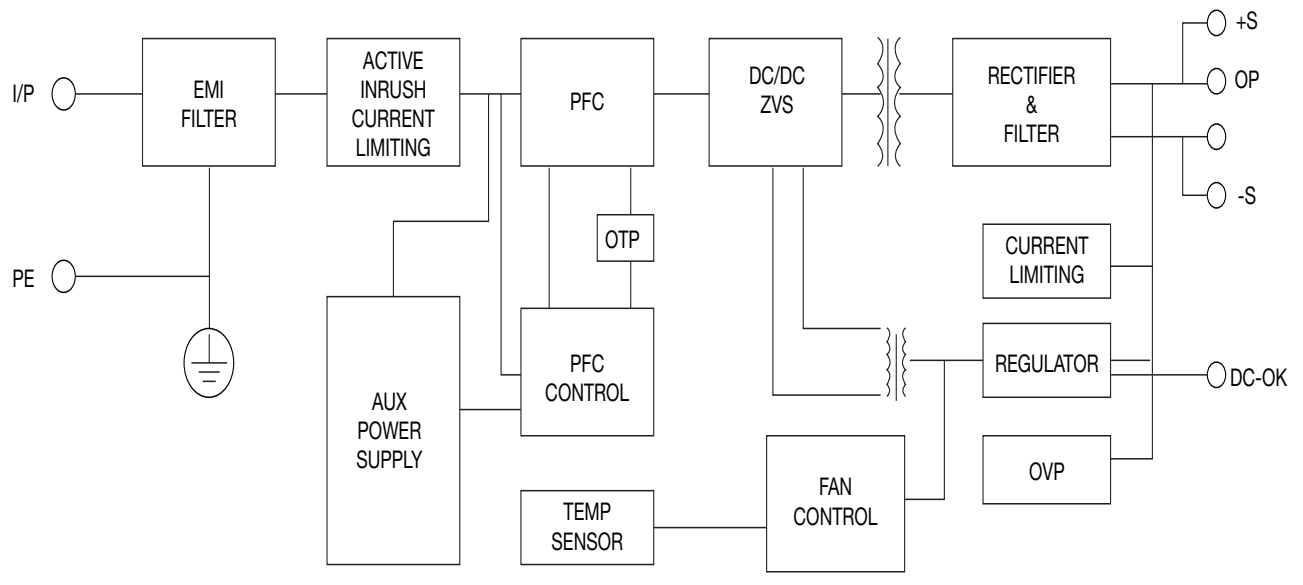 I/P
EMI
FILTER
ACTIVE
INRUSH
CURRENT
LIMITING
PFC
DC/DC
ZVS
RECTIFIER
&
FILTER
+S
OP
-S
PE
OTP
CURRENT
LIMITING
AUX
POWER
SUPPLY
PFC
CONTROL
REGULATOR
DC-OK
TEMP
SENSOR
FAN
CONTROL
OVP